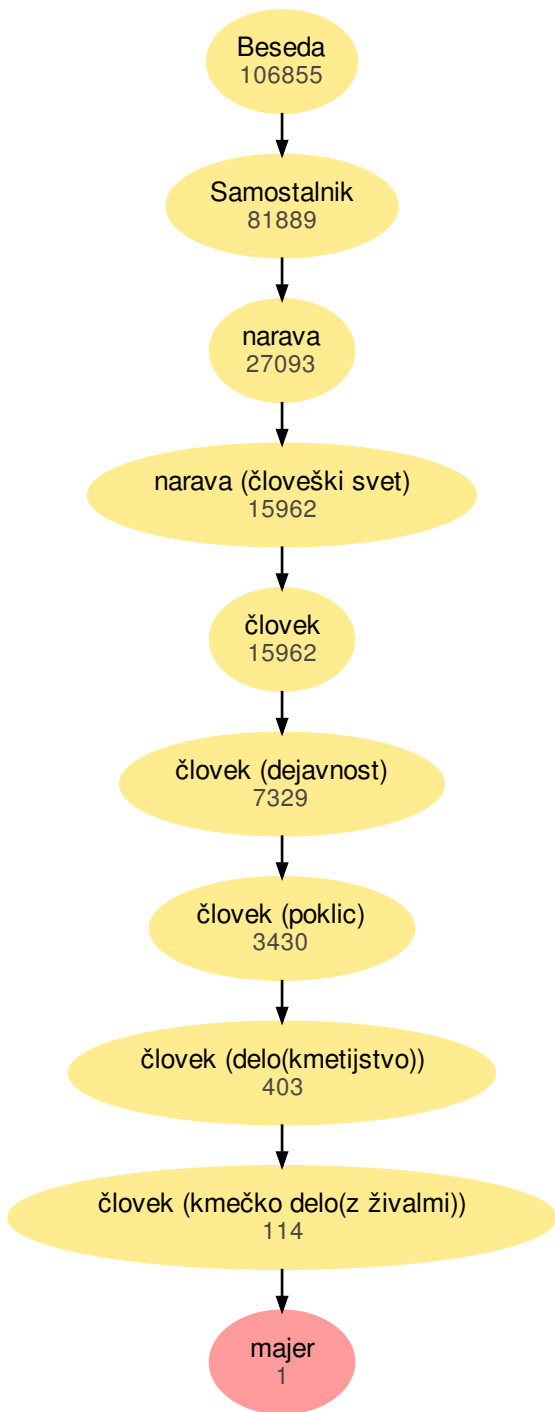 Beseda
106855
Samostalnik
81889
narava
27093
narava (človeški svet)
15962
človek
15962
človek (dejavnost)
7329
človek (poklic)
3430
človek (delo(kmetijstvo))
403
človek (kmečko delo(z živalmi))
114
majer
1